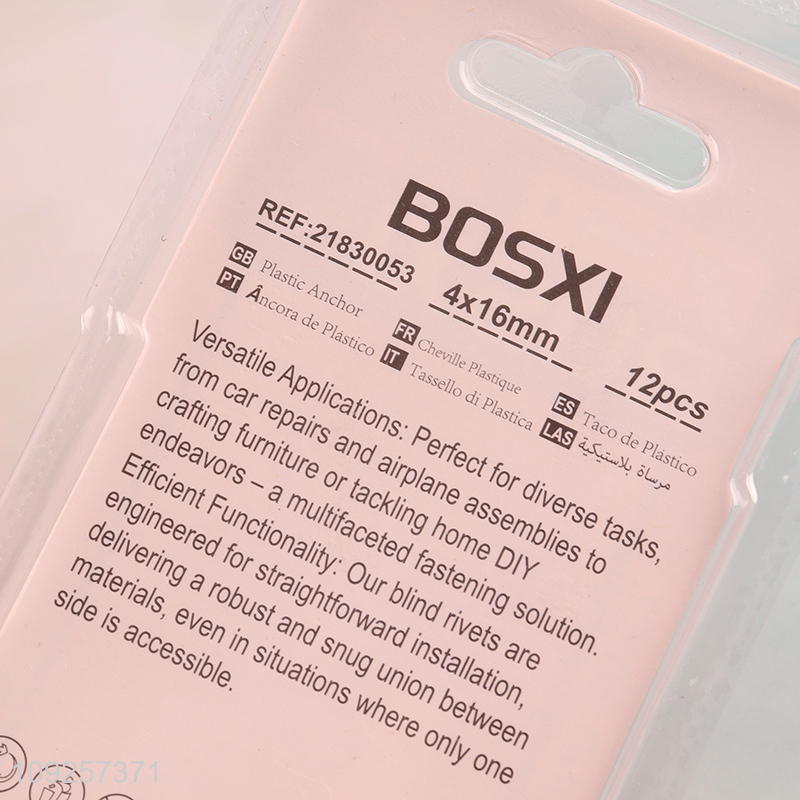 BOSXI
REF:21830053 4x16mm 12pcs
GB Plastic Anchor FR Cheville Plastique ES Taco de Plástico
PT Âncora de Plástico IT Tassello di Plastica LAS مرساة بلاستيكية
Versatile Applications: Perfect for diverse tasks,
from car repairs and airplane assemblies to
crafting furniture or tackling home DIY
endeavors – a multifaceted fastening solution.
Efficient Functionality: Our blind rivets are
engineered for straightforward installation,
delivering a robust and snug union between
materials, even in situations where only one
side is accessible.
109257371